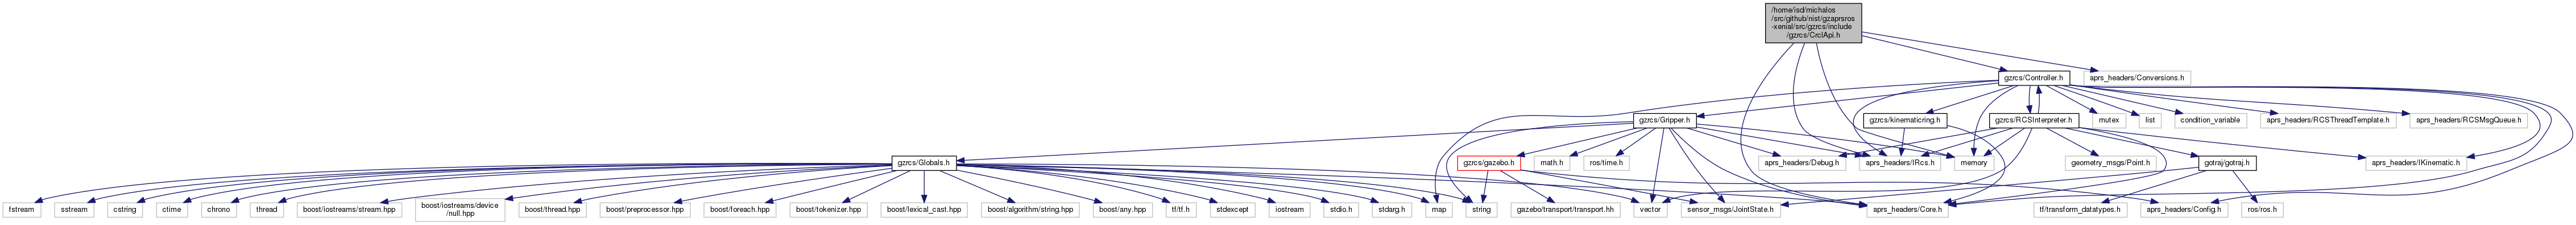 /home/isd/michalos
/src/github/nist/gzaprsros
-xenial/src/gzrcs/include
/gzrcs/CrclApi.h
gzrcs/Controller.h
aprs_headers/Conversions.h
gzrcs/Gripper.h
gzrcs/kinematicring.h
gzrcs/RCSInterpreter.h
mutex
list
condition_variable
aprs_headers/RCSThreadTemplate.h
aprs_headers/RCSMsgQueue.h
gzrcs/Globals.h
gzrcs/gazebo.h
math.h
ros/time.h
aprs_headers/Debug.h
aprs_headers/IRcs.h
memory
geometry_msgs/Point.h
gotraj/gotraj.h
aprs_headers/IKinematic.h
fstream
sstream
cstring
ctime
chrono
thread
boost/iostreams/stream.hpp
boost/iostreams/device
/null.hpp
boost/thread.hpp
boost/preprocessor.hpp
boost/foreach.hpp
boost/tokenizer.hpp
boost/lexical_cast.hpp
boost/algorithm/string.hpp
boost/any.hpp
tf/tf.h
stdexcept
iostream
stdio.h
stdarg.h
map
string
gazebo/transport/transport.hh
vector
sensor_msgs/JointState.h
aprs_headers/Core.h
tf/transform_datatypes.h
aprs_headers/Config.h
ros/ros.h